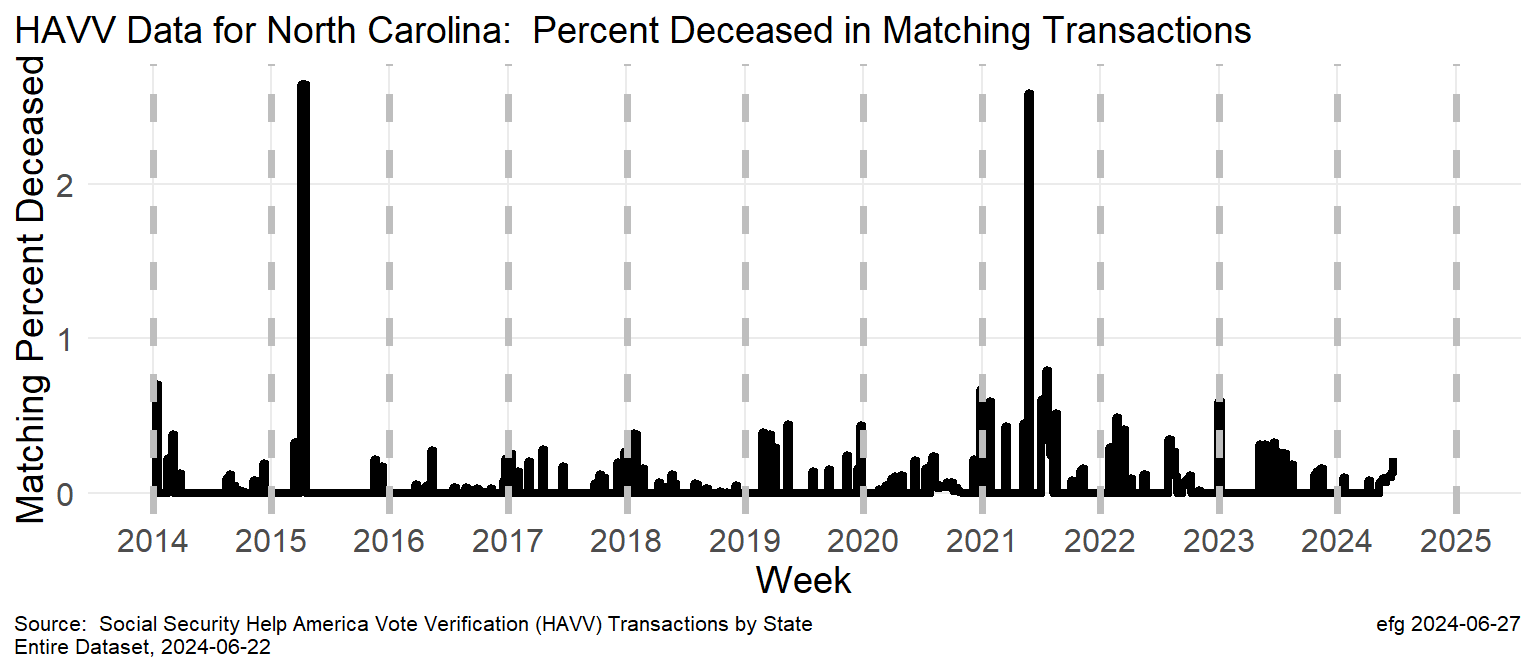 HAVV Data for North Carolina:  Percent Deceased in Matching Transactions
Matching Percent Deceased
2
1
0
2014 2015 2016 2017 2018 2019 2020 2021 2022 2023 2024 2025
Week
Source:  Social Security Help America Vote Verification (HAVV) Transactions by State
Entire Dataset, 2024-06-22
efg 2024-06-27